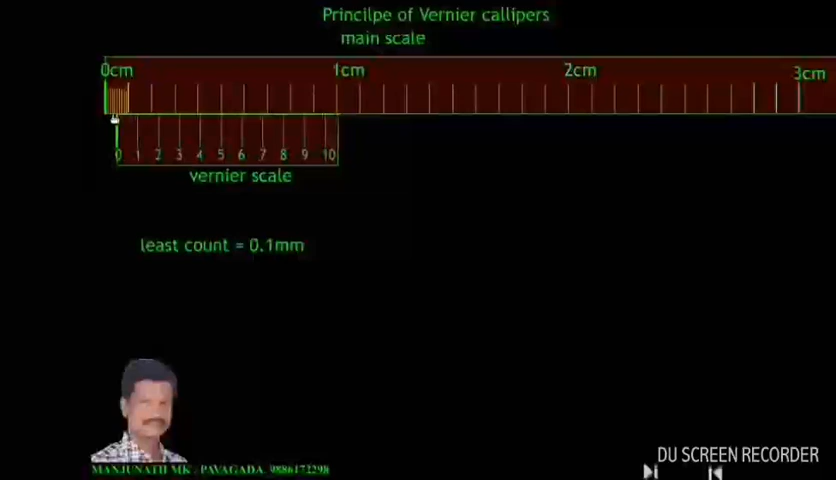 Princilpe of Vernier callipers
main scale
0cm 1cm 2cm 3cm
0 1 2 3 4 5 6 7 8 9 10
vernier scale
least count = 0.1mm
MANJUNATH MK . PAVAGADA. 9886172298
DU SCREEN RECORDER